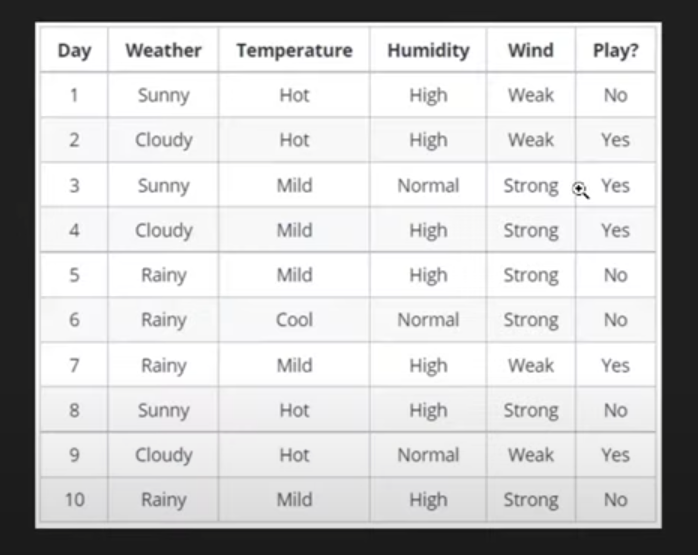 Day Weather Temperature Humidity Wind Play?
1 Sunny Hot High Weak No
2 Cloudy Hot High Weak Yes
3 Sunny Mild Normal Strong Yes
4 Cloudy Mild High Strong Yes
5 Rainy Mild High Strong No
6 Rainy Cool Normal Strong No
7 Rainy Mild High Weak Yes
8 Sunny Hot High Strong No
9 Cloudy Hot Normal Weak Yes
10 Rainy Mild High Strong No